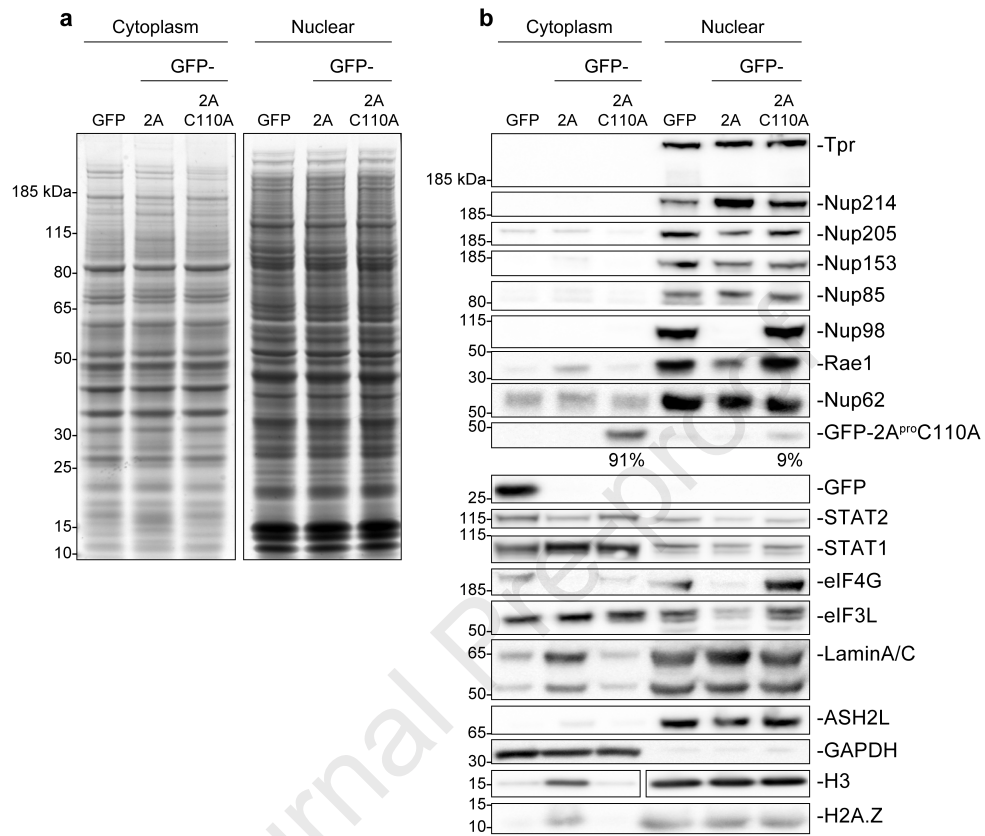 a
Cytoplasm Nuclear
GFP- GFP-
GFP 2A 2A C110A GFP 2A 2A C110A
185 kDa-
115-
80-
65-
50-
30-
25-
15-
10-
b
Cytoplasm Nuclear
GFP- GFP-
GFP 2A 2A C110A GFP 2A 2A C110A
-Tpr
185 kDa-
-Nup214
185-
-Nup205
185-
185-
-Nup153
-Nup85
80-
115-
-Nup98
50-
-Rae1
30-
-Nup62
50-
50-
-GFP-2AproC110A
91% 9%
-GFP
25-
115- -STAT2
115-
-STAT1
-eIF4G
185-
-eIF3L
50-
65- -LaminA/C
50-
-ASH2L
65-
-GAPDH
30-
15- -H3
15-
-H2A.Z
10-
Journal Pre-proof